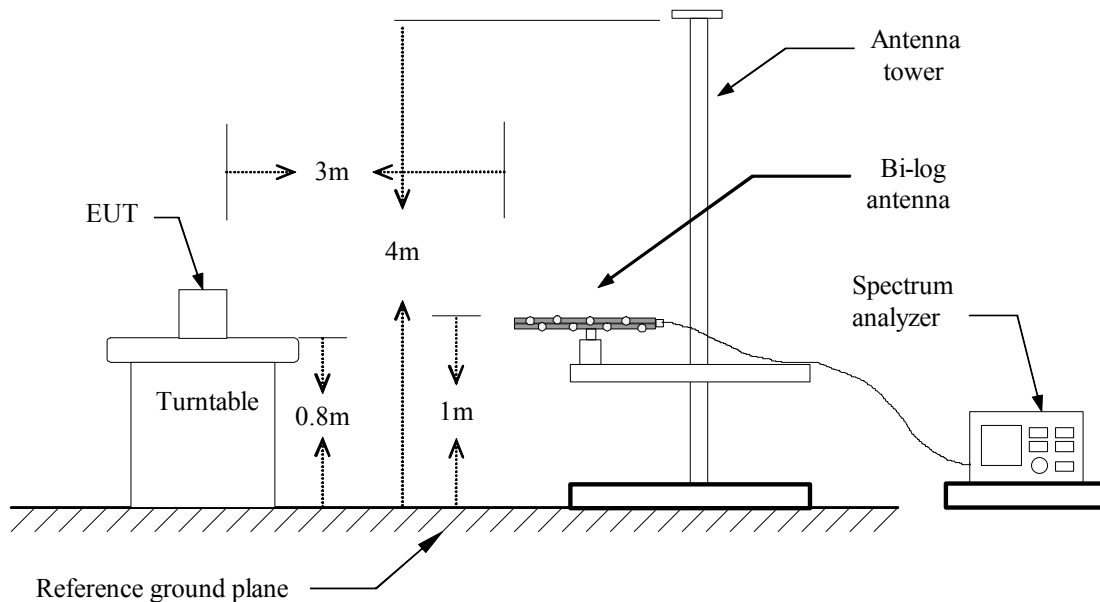 Antenna
tower
3m
Bi-log
antenna
EUT
4m
Spectrum
analyzer
Turntable
0.8m
1m
Reference ground plane